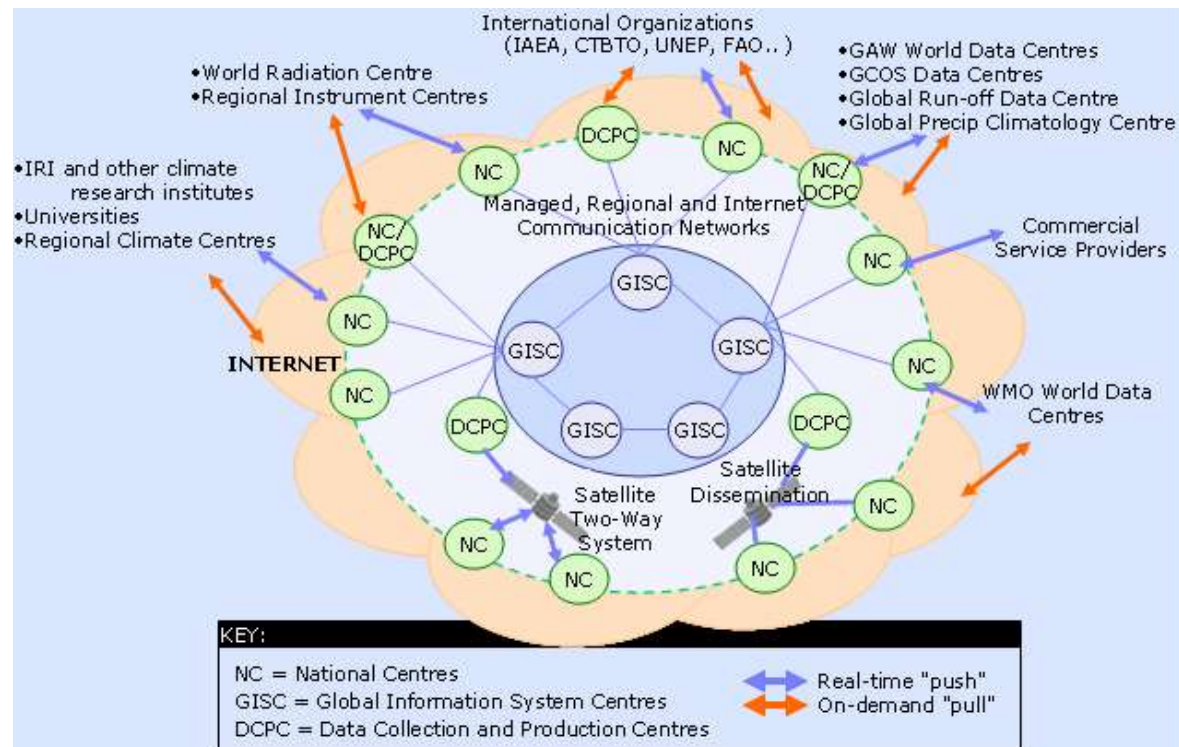 International Organizations
(IAEA, CTBTO, UNEP, FAO.. )
•World Radiation Centre
•Regional Instrument Centres
•GAW World Data Centres
•GCOS Data Centres
•Global Run-off Data Centre
•Global Precip Climatology Centre
•IRI and other climate
research institutes
•Universities
•Regional Climate Centres
DCPC
NC
NC
NC/
DCPC
Managed, Regional and Internet
Communication Networks
NC/
DCPC
Commercial
Service Providers
NC
GISC
NC
GISC
GISC
INTERNET
NC
NC
WMO World Data
Centres
DCPC
GISC
GISC
DCPC
Satellite
Two-Way
System
Satellite
Dissemination
NC
NC
NC
NC
KEY:
NC = National Centres
GISC = Global Information System Centres
DCPC = Data Collection and Production Centres
Real-time "push"
On-demand "pull"